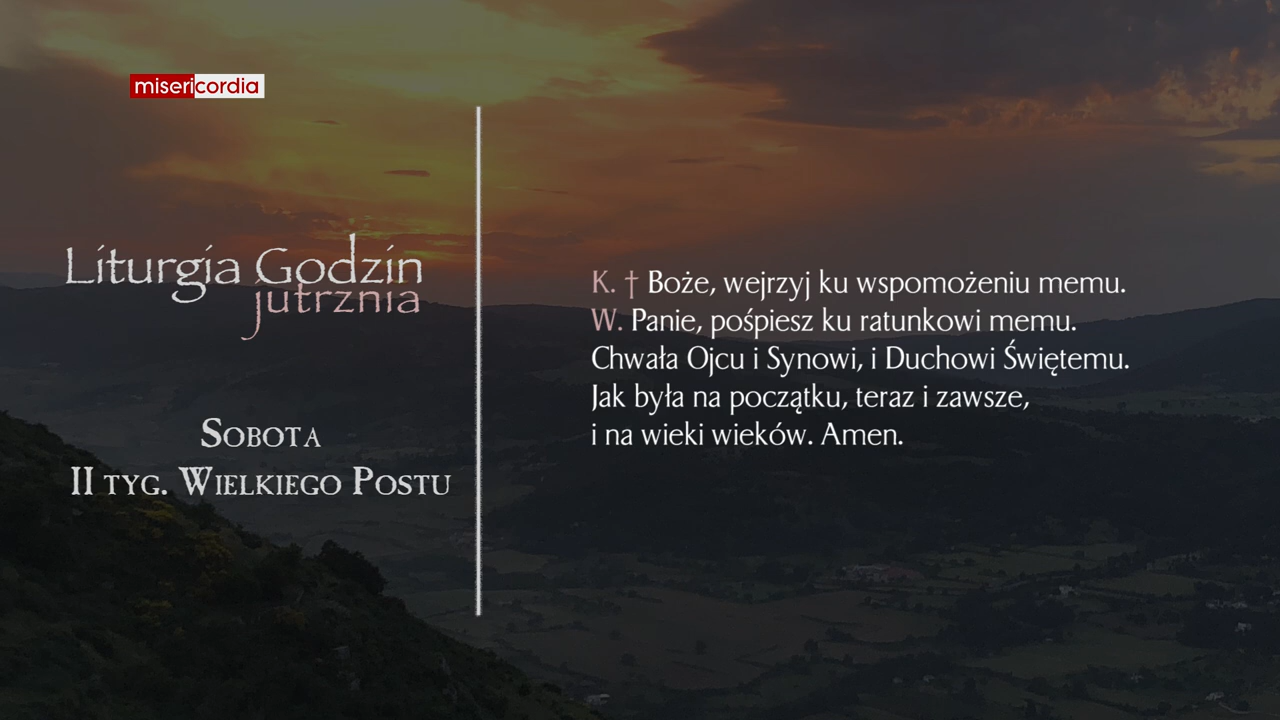 misericordia
Liturgia Godzin
jutrznia
Sobota
II tyg. Wielkiego Postu
K. † Boże, wejrzyj ku wspomożeniu memu.
W. Panie, pośpiesz ku ratunkowi memu.
Chwała Ojcu i Synowi, i Duchowi Świętemu.
Jak była na początku, teraz i zawsze,
i na wieki wieków. Amen.